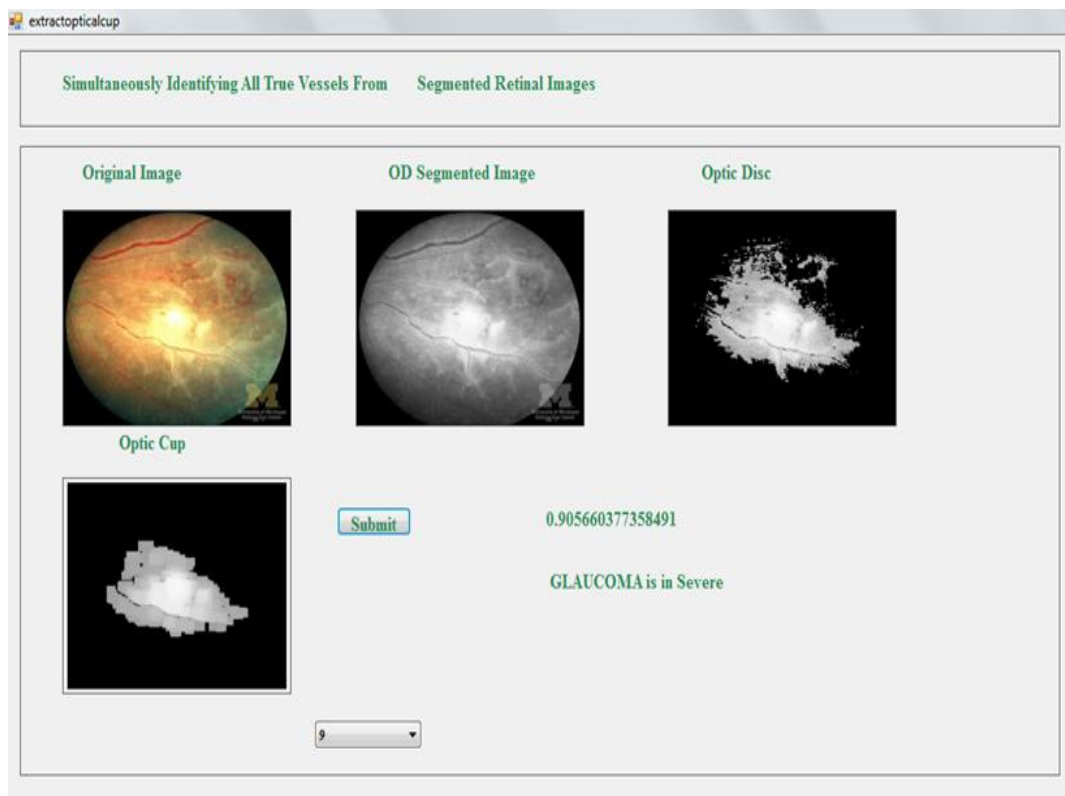 extractopticalcup
Simultaneously Identifying All True Vessels From Segmented Retinal Images
Original Image
OD Segmented Image
Optic Disc
Optic Cup
Submit
0.905660377358491
GLAUCOMA is in Severe
9